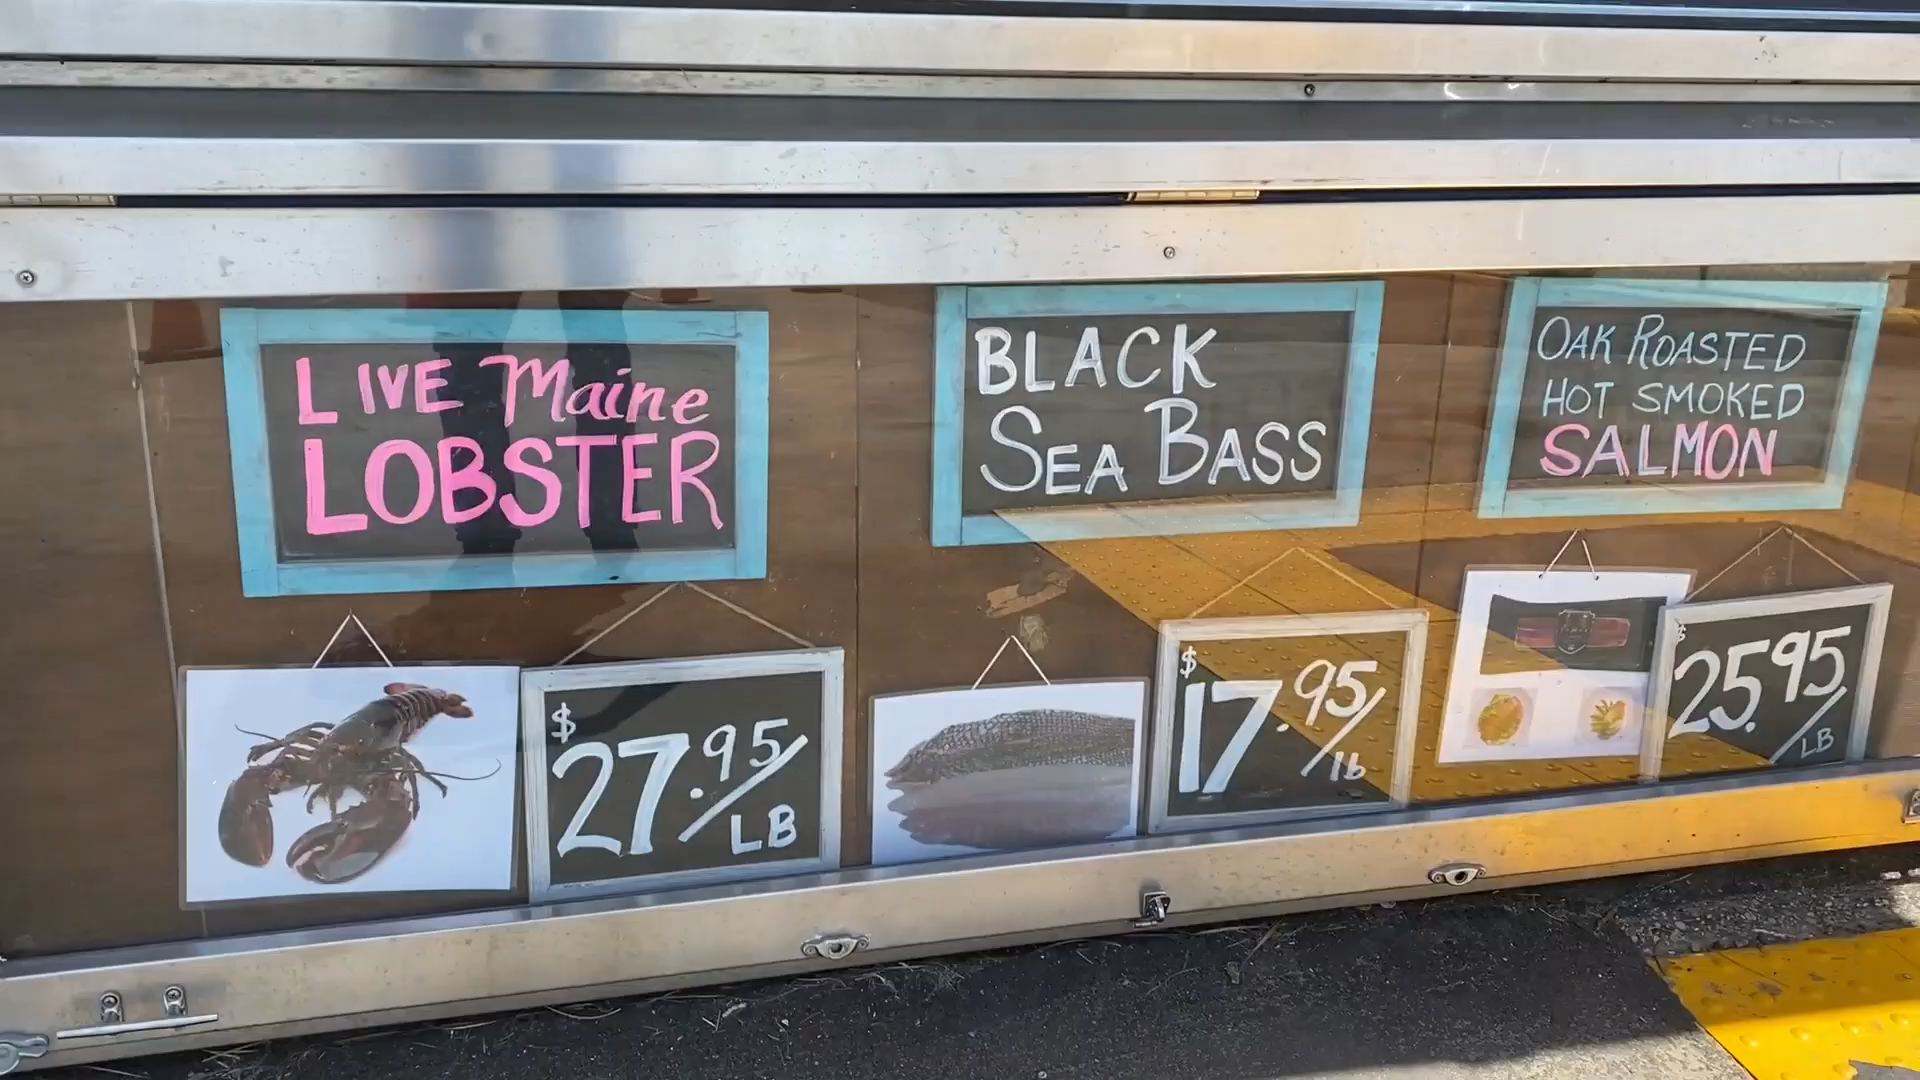 LIVE Maine
LOBSTER
BLACK
SEA BASS
OAK ROASTED
HOT SMOKED
SALMON
$27.95/LB
$17.95/lb
$25.95/LB